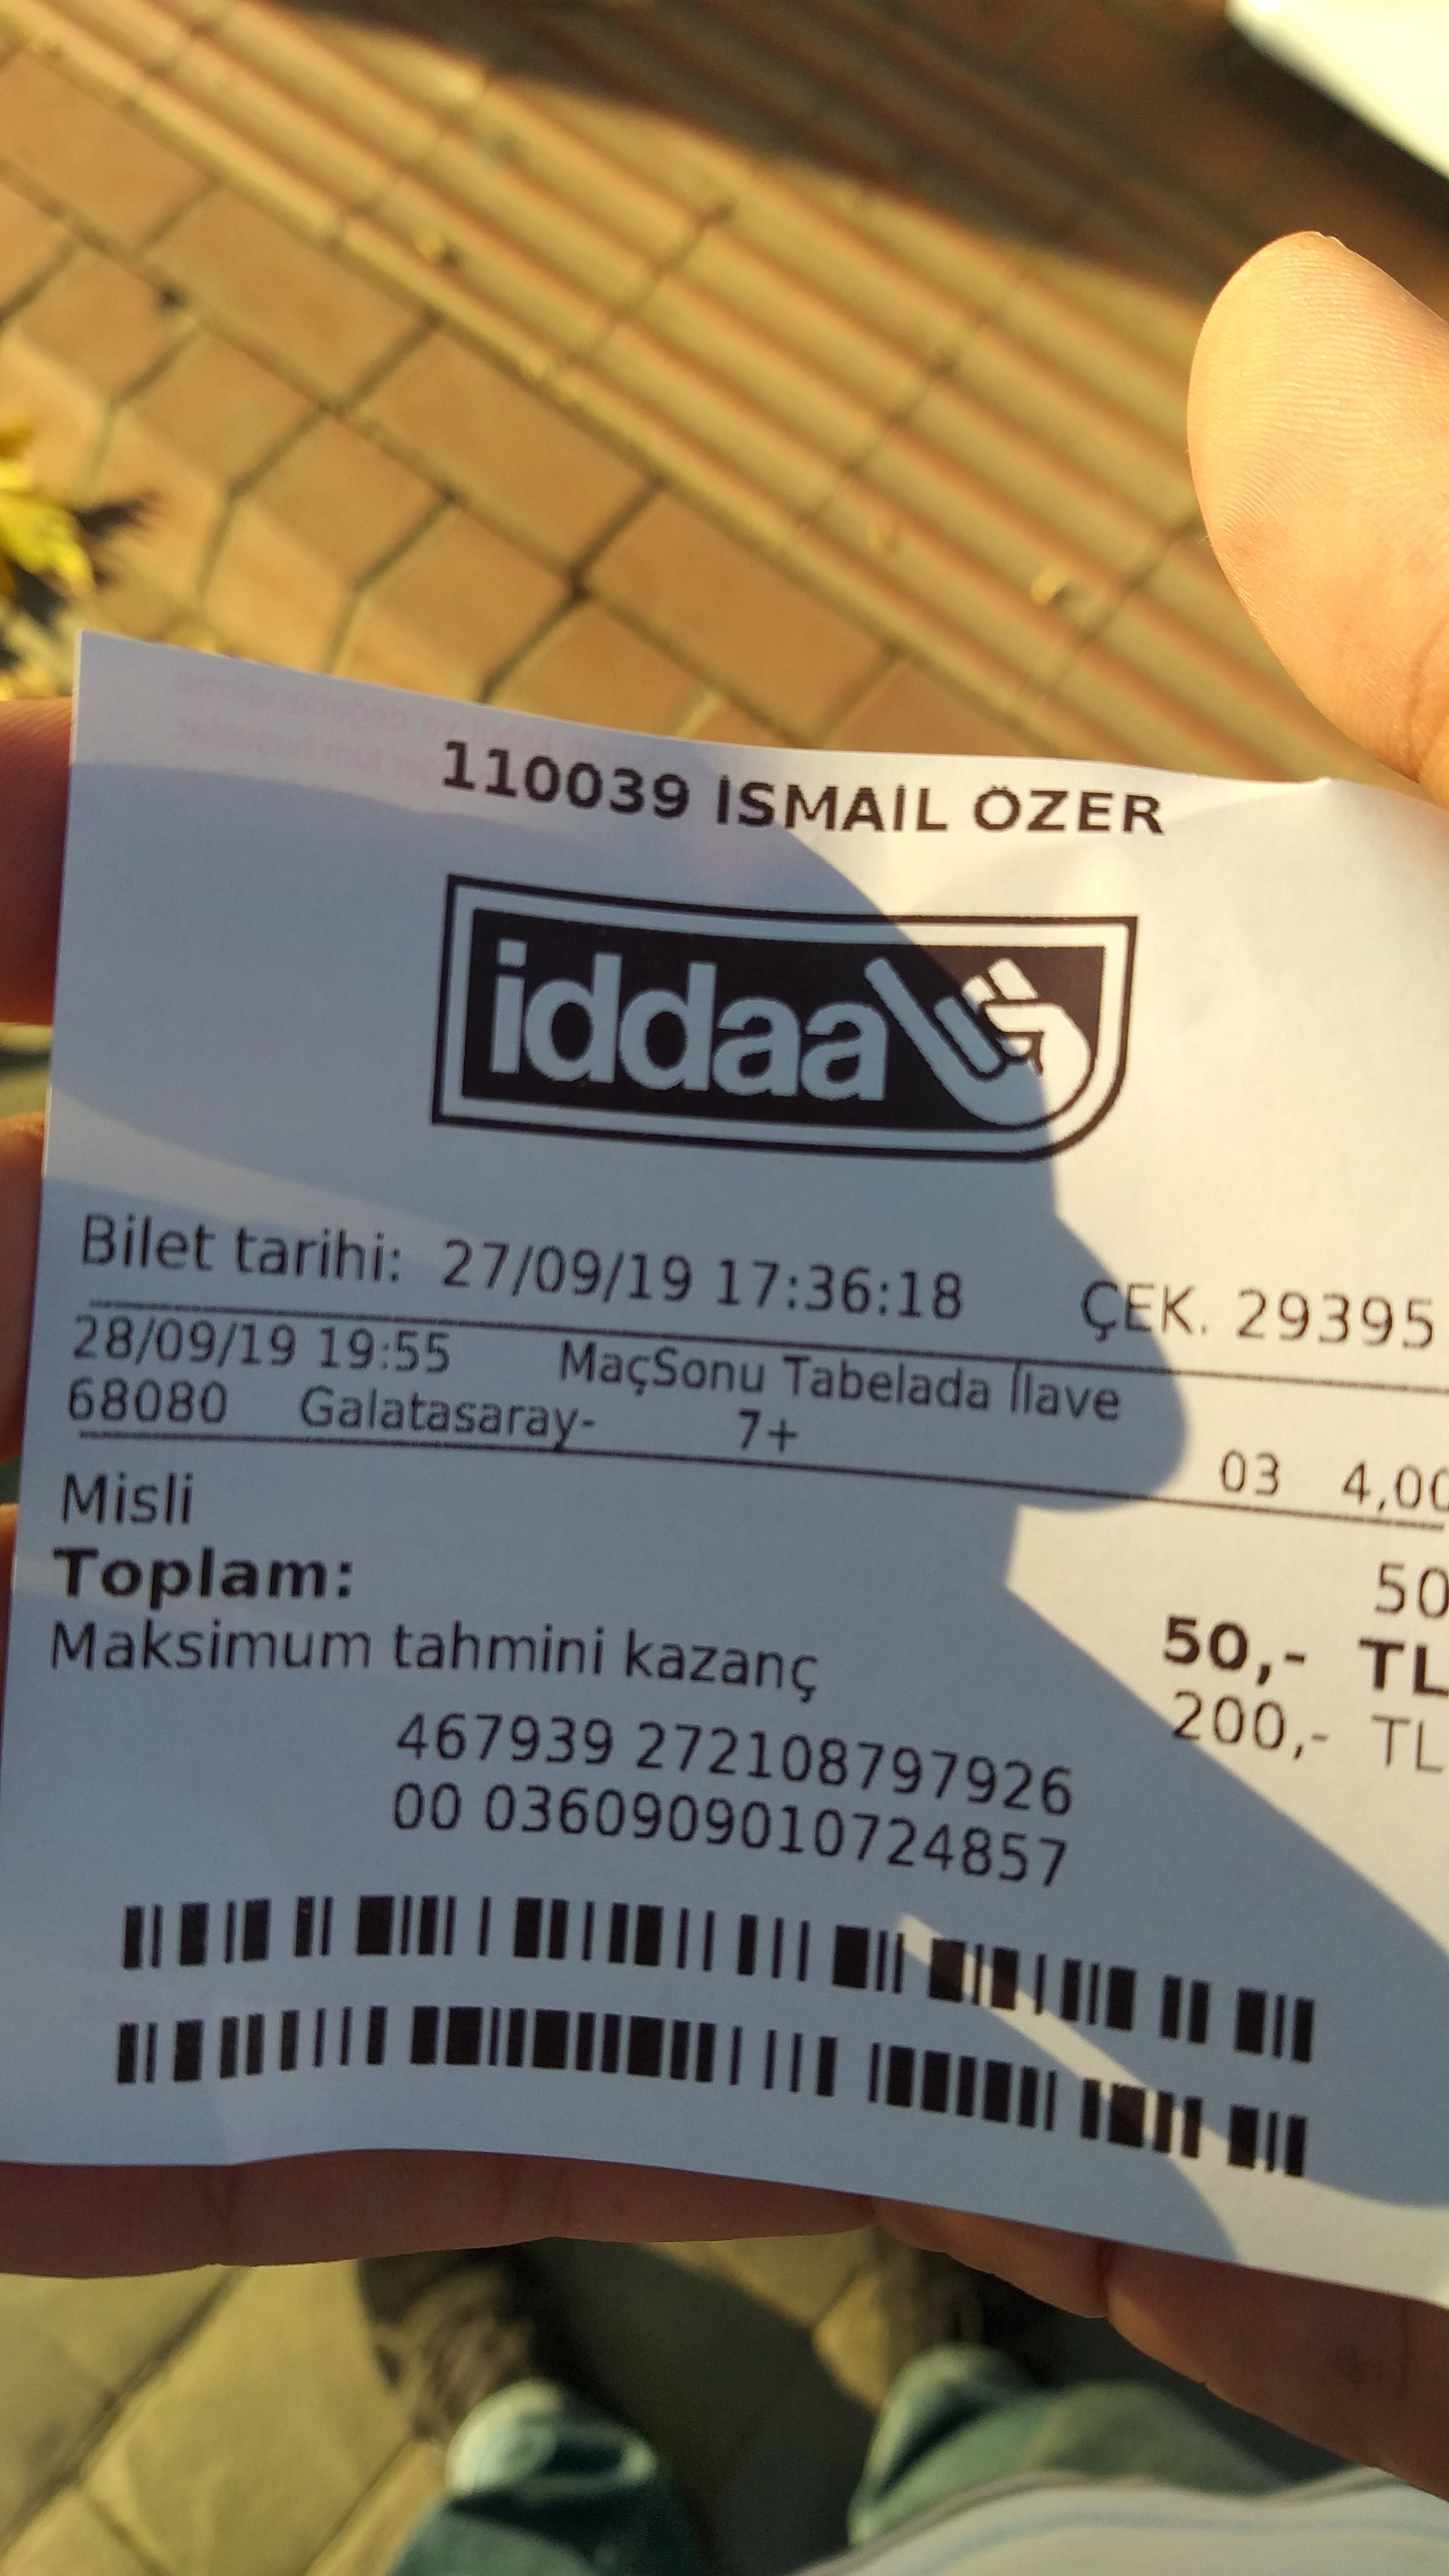 110039 İSMAİL ÖZER
iddaa
Bilet tarihi: 27/09/19 17:36:18 ÇEK. 29395
28/09/19 19:55 MaçSonu Tabelada İlave
68080 Galatasaray- 7+ 03 4,00
Misli 50
Toplam: 50,- TL
Maksimum tahmini kazanç 200,- TL
467939 272108797926
00 0360909010724857